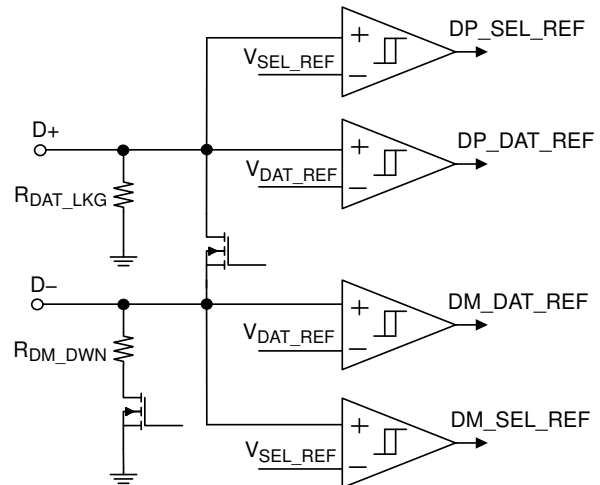 DP_SEL_REF
+
V_SEL_REF
−
D+
DP_DAT_REF
+
R_DAT_LKG
V_DAT_REF
−
D−
DM_DAT_REF
+
V_DAT_REF
−
R_DM_DWN
DM_SEL_REF
+
V_SEL_REF
−